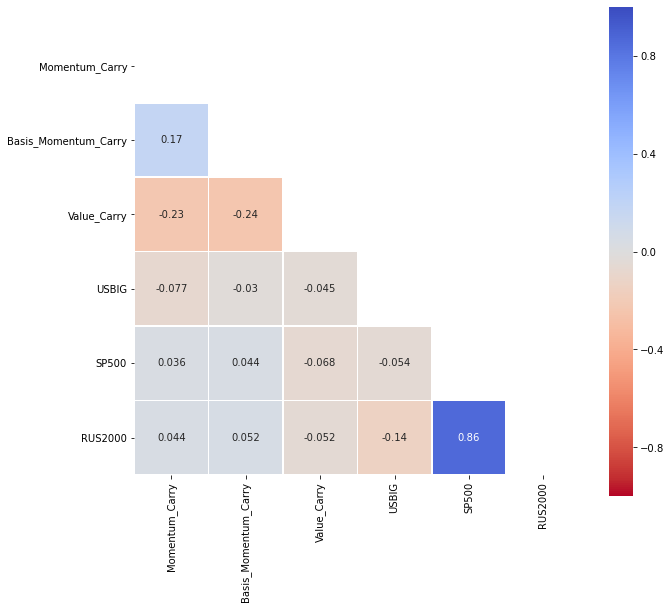 Momentum_Carry
Basis_Momentum_Carry 0.17
Value_Carry -0.23 -0.24
USBIG -0.077 -0.03 -0.045
SP500 0.036 0.044 -0.068 -0.054
RUS2000 0.044 0.052 -0.052 -0.14 0.86
Momentum_Carry
Basis_Momentum_Carry
Value_Carry
USBIG
SP500
RUS2000
0.8
0.4
0.0
−0.4
−0.8